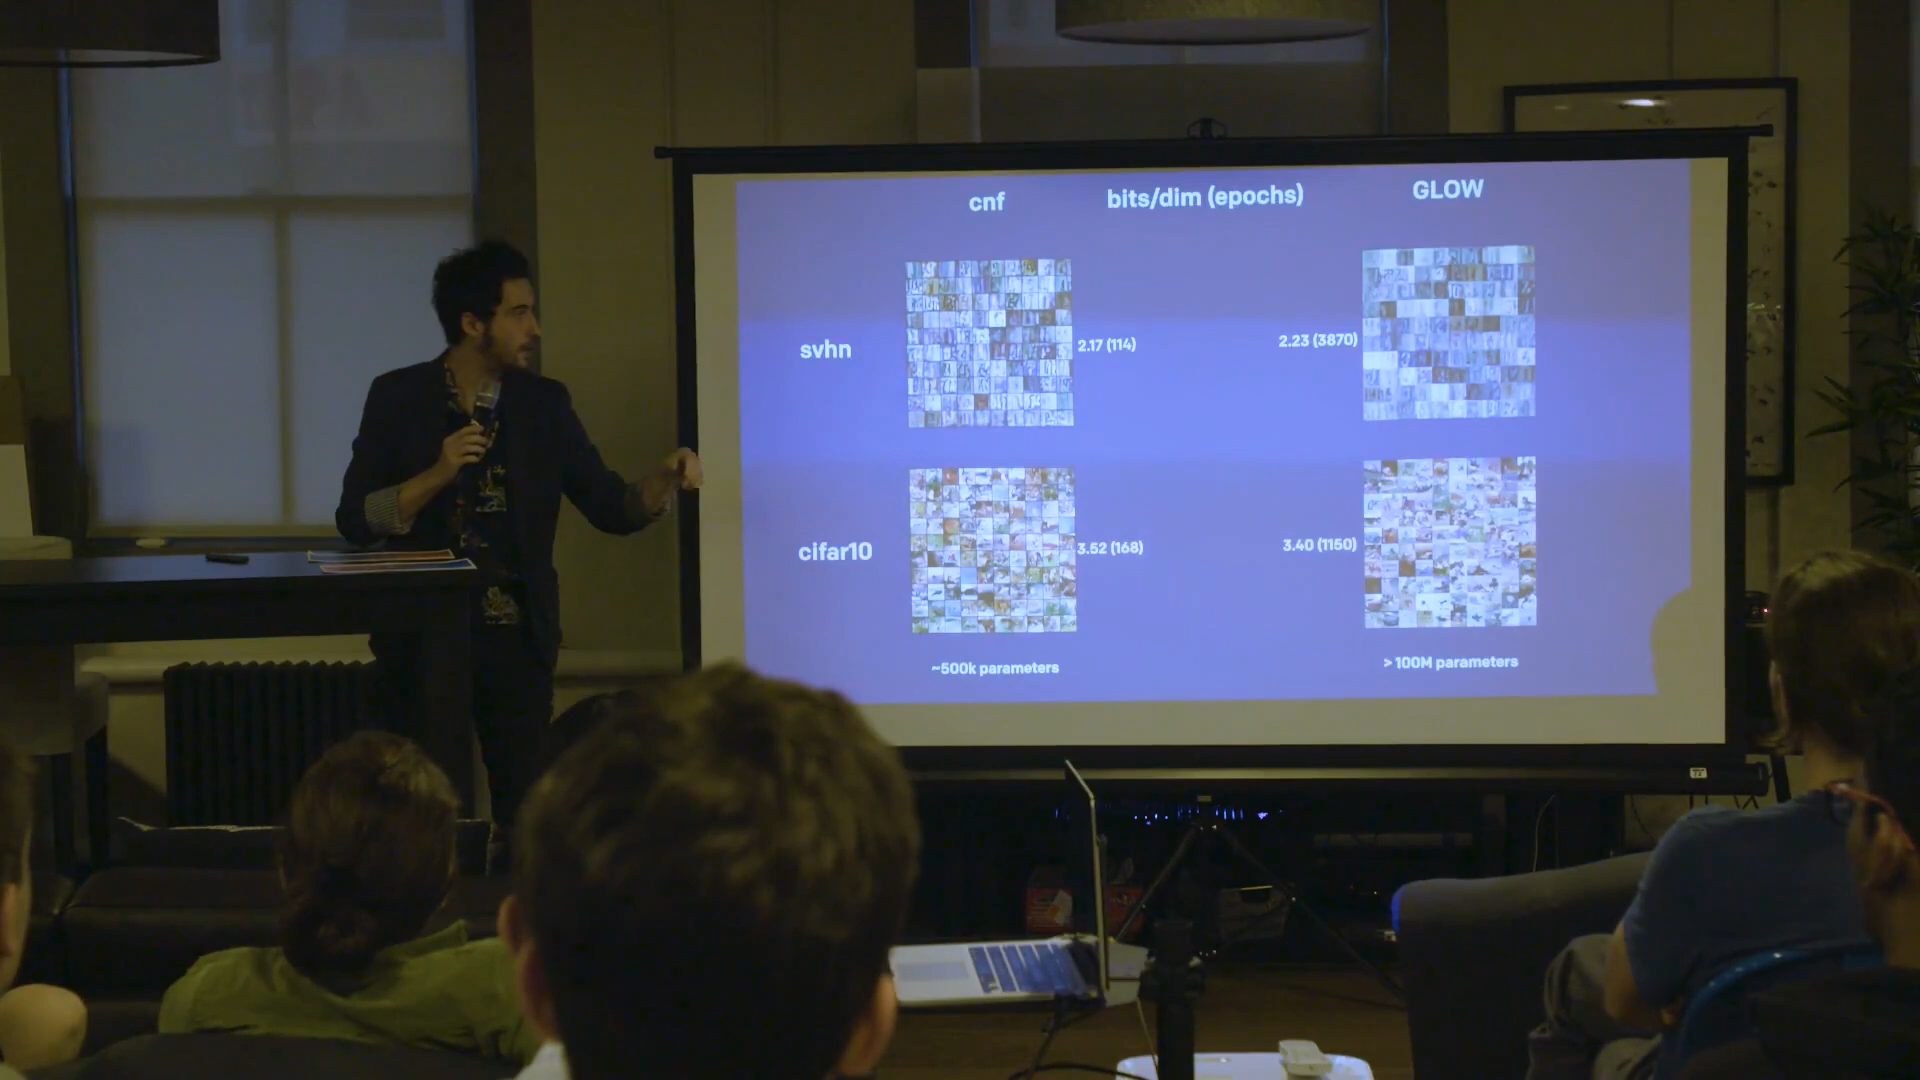 cnf
bits/dim (epochs)
GLOW
svhn
2.17 (114)
2.23 (3870)
cifar10
3.52 (168)
3.40 (1150)
~500k parameters
> 100M parameters